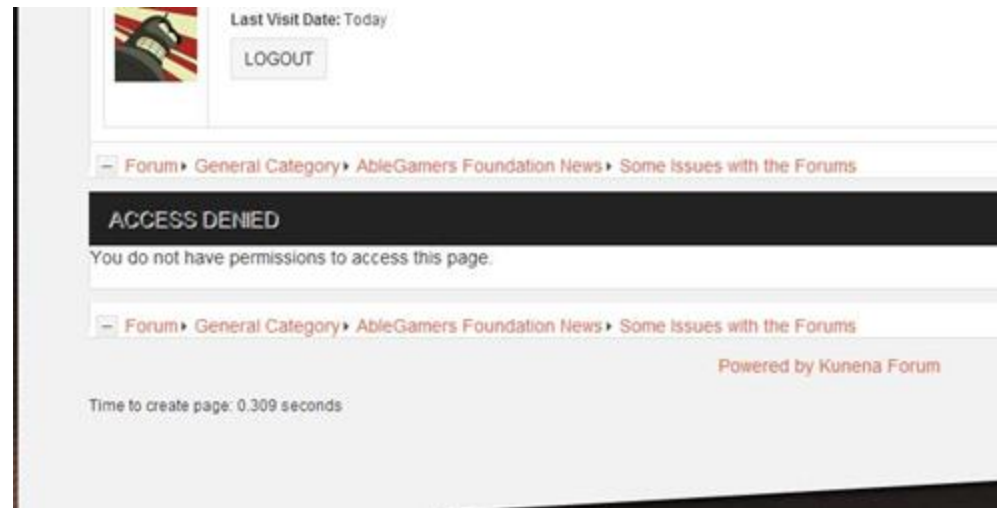 Last Visit Date: Today
LOGOUT
Forum General Category AbleGamers Foundation News Some Issues with the Forums
ACCESS DENIED
You do not have permissions to access this page.
Forum General Category AbleGamers Foundation News Some Issues with the Forums
Powered by Kunena Forum
Time to create page: 0.309 seconds